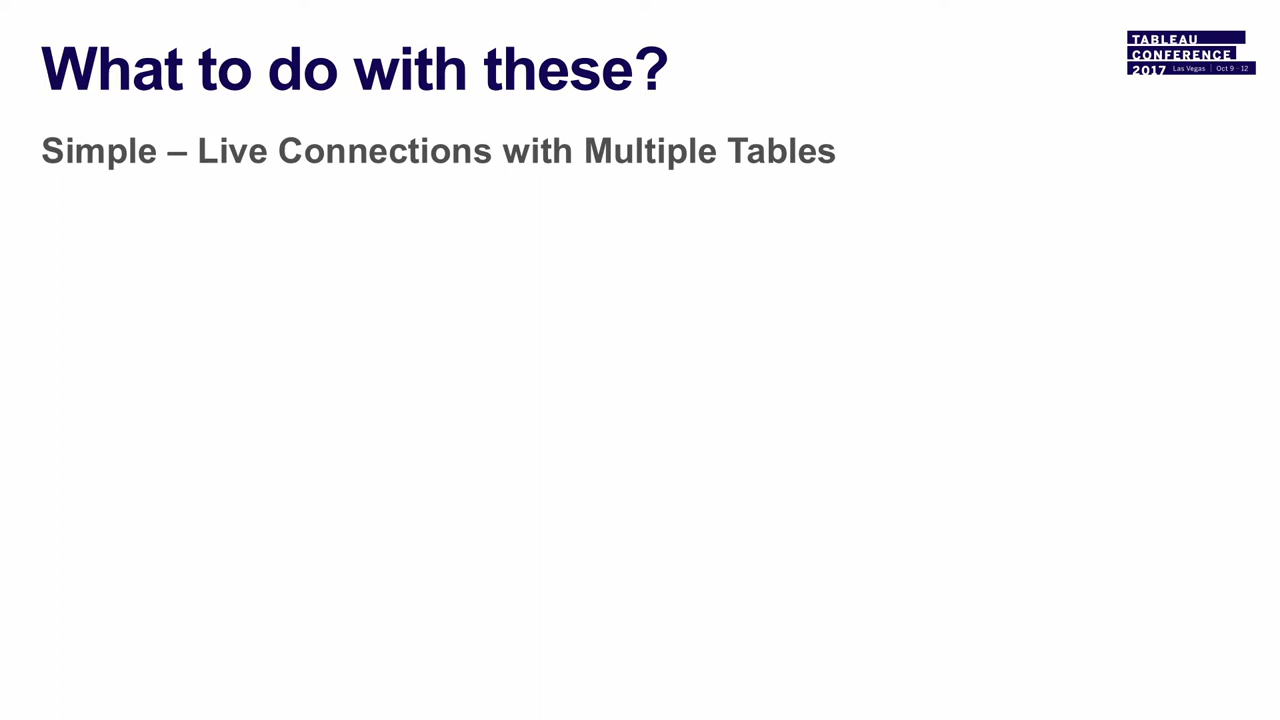 What to do with these?
TABLEAU
CONFERENCE
2017 Las Vegas | Oct 9 - 12
Simple – Live Connections with Multiple Tables